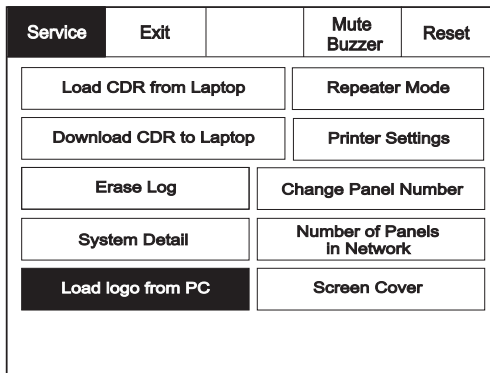 Service Exit Mute Buzzer Reset
Load CDR from Laptop Repeater Mode
Download CDR to Laptop Printer Settings
Erase Log Change Panel Number
System Detail Number of Panels in Network
Load logo from PC Screen Cover